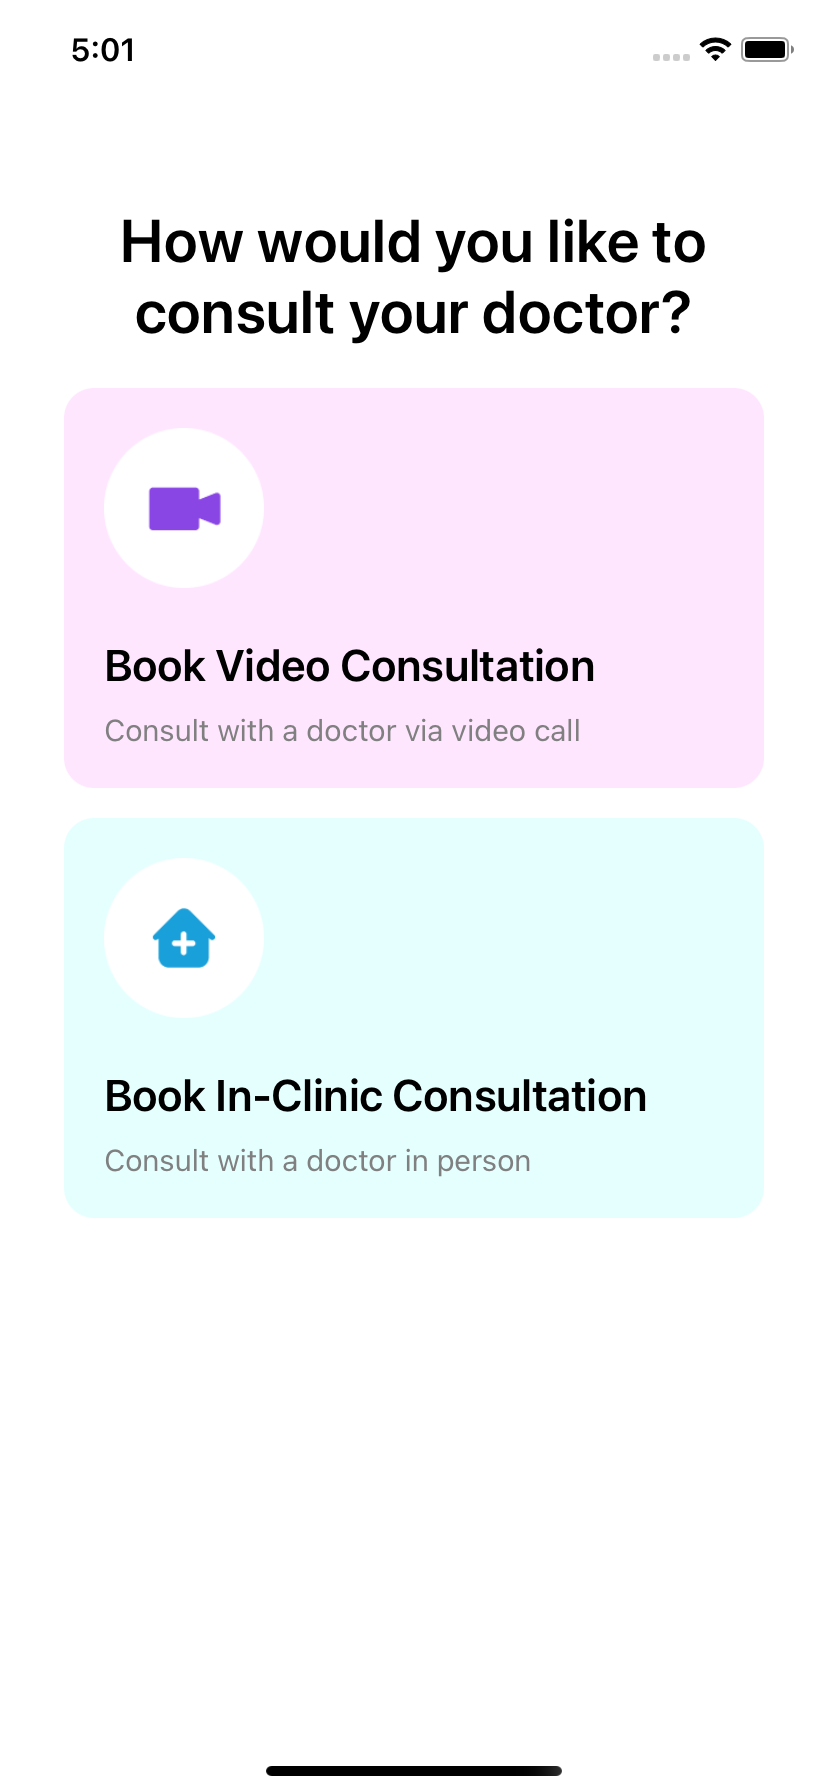 5:01
How would you like to
consult your doctor?
Book Video Consultation
Consult with a doctor via video call
Book In-Clinic Consultation
Consult with a doctor in person